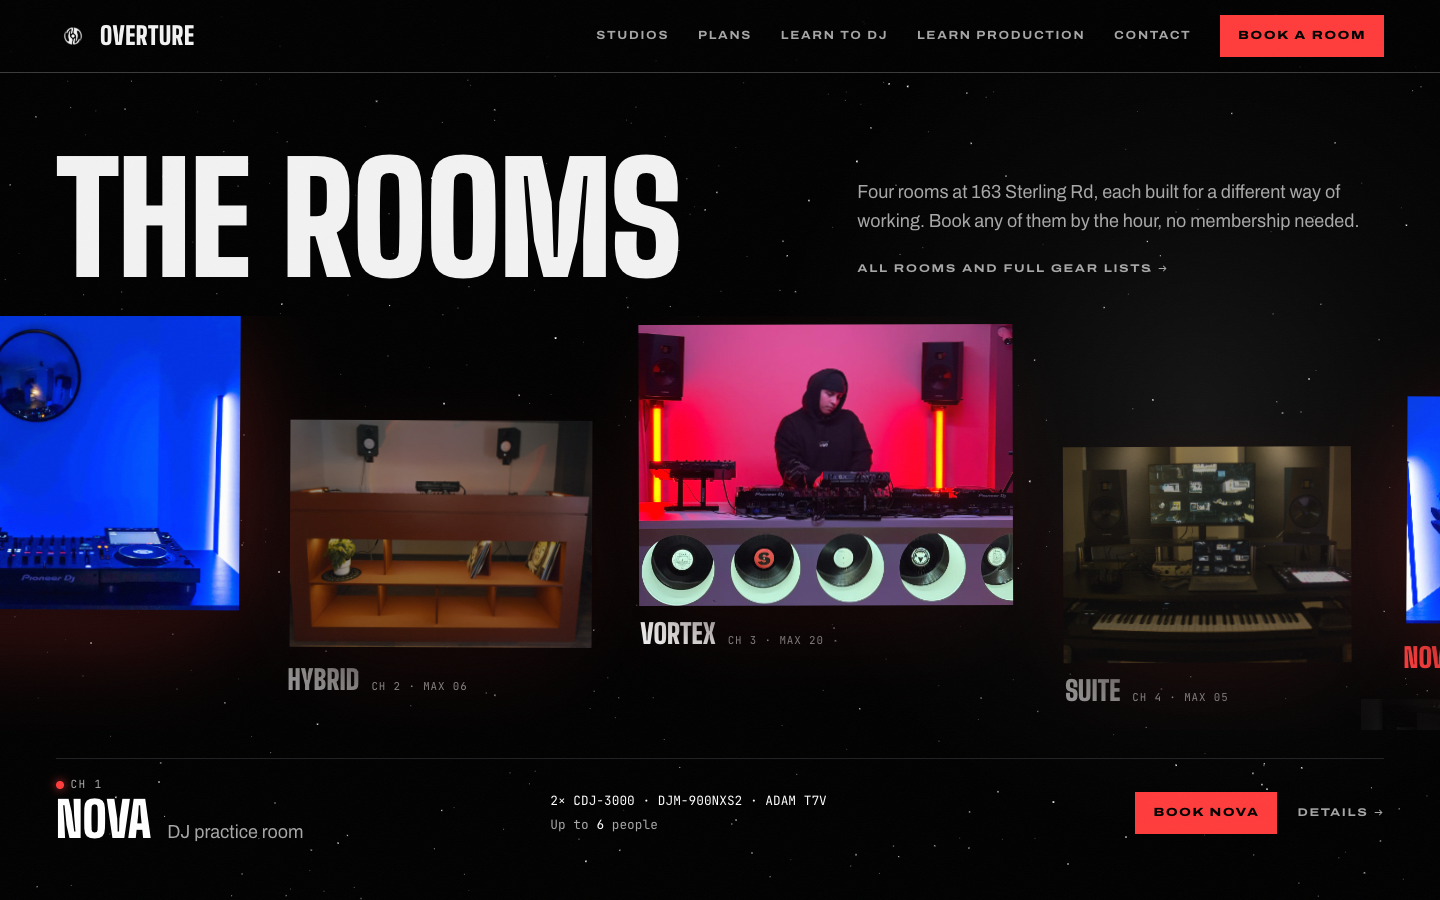 OVERTURE
STUDIOS
PLANS
LEARN TO DJ
LEARN PRODUCTION
CONTACT
BOOK A ROOM
THE ROOMS
Four rooms at 163 Sterling Rd, each built for a different way of
working. Book any of them by the hour, no membership needed.
ALL ROOMS AND FULL GEAR LISTS →
Pioneer DJ
VORTEX CH 3 · MAX 20
HYBRID CH 2 · MAX 06
SUITE CH 4 · MAX 05
NOV
CH 1
NOVA DJ practice room
2× CDJ-3000 · DJM-900NXS2 · ADAM T7V
Up to 6 people
BOOK NOVA
DETAILS →